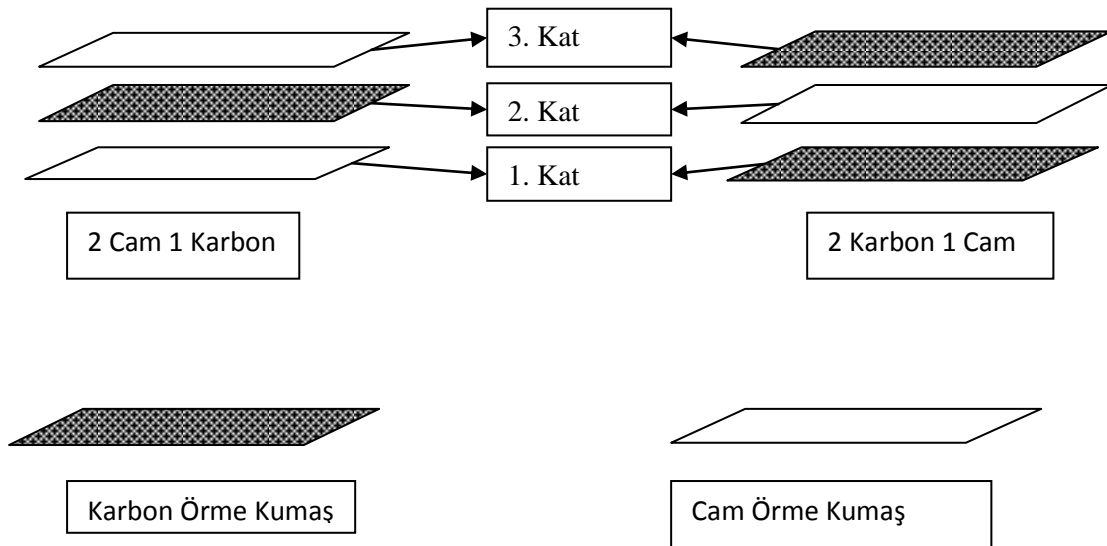 3. Kat
2. Kat
1. Kat
2 Cam 1 Karbon
2 Karbon 1 Cam
Karbon Örme Kumaş
Cam Örme Kumaş